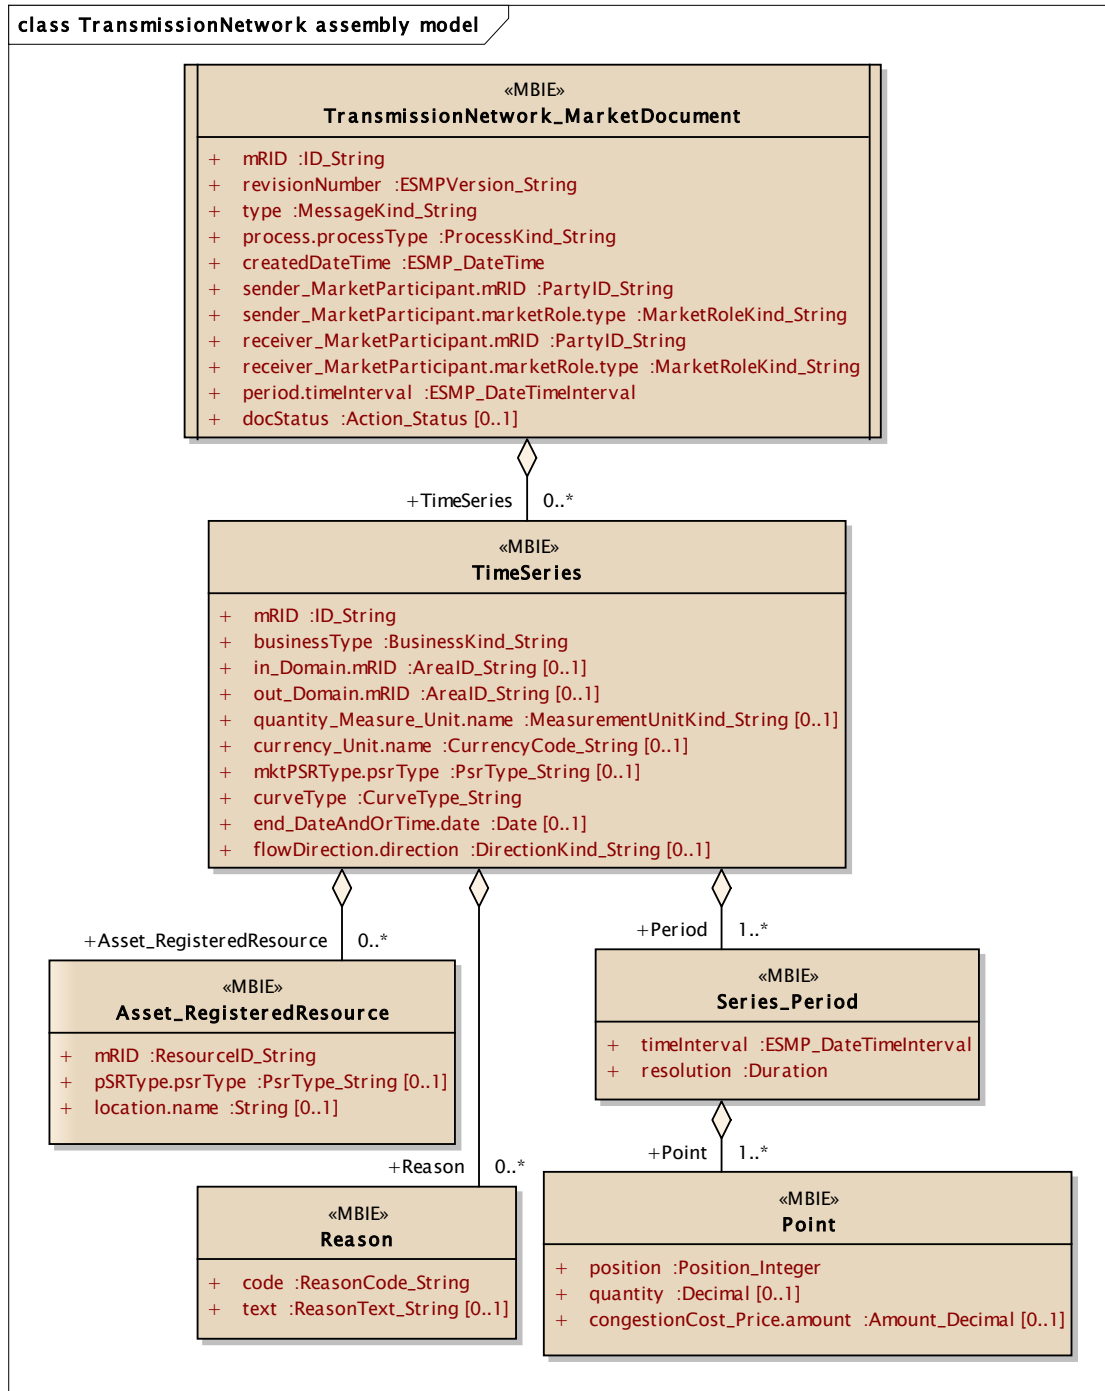 class TransmissionNetwork assembly model
«MBIE»
TransmissionNetwork_MarketDocument
+ mRID :ID_String
+ revisionNumber :ESMPVersion_String
+ type :MessageKind_String
+ process.processType :ProcessKind_String
+ createdDateTime :ESMP_DateTime
+ sender_MarketParticipant.mRID :PartyID_String
+ sender_MarketParticipant.marketRole.type :MarketRoleKind_String
+ receiver_MarketParticipant.mRID :PartyID_String
+ receiver_MarketParticipant.marketRole.type :MarketRoleKind_String
+ period.timeInterval :ESMP_DateTimeInterval
+ docStatus :Action_Status [0..1]
+TimeSeries 0..*
«MBIE»
TimeSeries
+ mRID :ID_String
+ businessType :BusinessKind_String
+ in_Domain.mRID :AreaID_String [0..1]
+ out_Domain.mRID :AreaID_String [0..1]
+ quantity_Measure_Unit.name :MeasurementUnitKind_String [0..1]
+ currency_Unit.name :CurrencyCode_String [0..1]
+ mktPSRType.psrType :PsrType_String [0..1]
+ curveType :CurveType_String
+ end_DateAndOrTime.date :Date [0..1]
+ flowDirection.direction :DirectionKind_String [0..1]
+Asset_RegisteredResource 0..*
«MBIE»
Asset_RegisteredResource
+ mRID :ResourceID_String
+ pSRType.psrType :PsrType_String [0..1]
+ location.name :String [0..1]
+Period 1..*
«MBIE»
Series_Period
+ timeInterval :ESMP_DateTimeInterval
+ resolution :Duration
+Reason 0..*
«MBIE»
Reason
+ code :ReasonCode_String
+ text :ReasonText_String [0..1]
+Point 1..*
«MBIE»
Point
+ position :Position_Integer
+ quantity :Decimal [0..1]
+ congestionCost_Price.amount :Amount_Decimal [0..1]